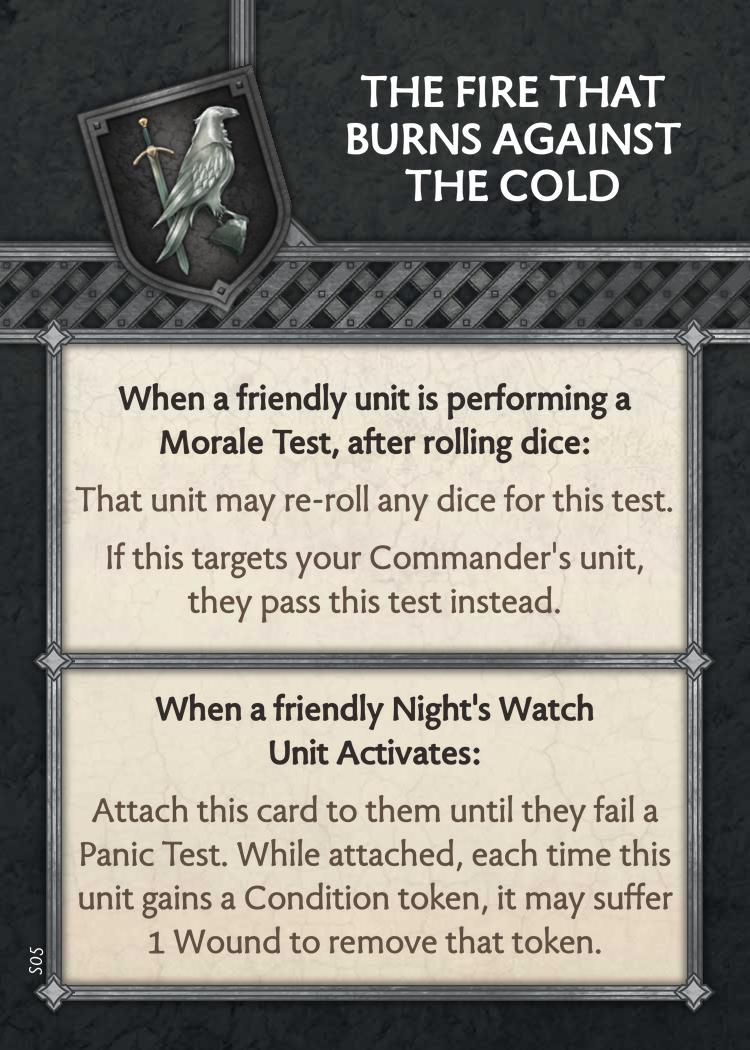 THE FIRE THAT
BURNS AGAINST
THE COLD
When a friendly unit is performing a
Morale Test, after rolling dice:
That unit may re-roll any dice for this test.
If this targets your Commander's unit,
they pass this test instead.
When a friendly Night's Watch
Unit Activates:
Attach this card to them until they fail a
Panic Test. While attached, each time this
unit gains a Condition token, it may suffer
1 Wound to remove that token.
S05